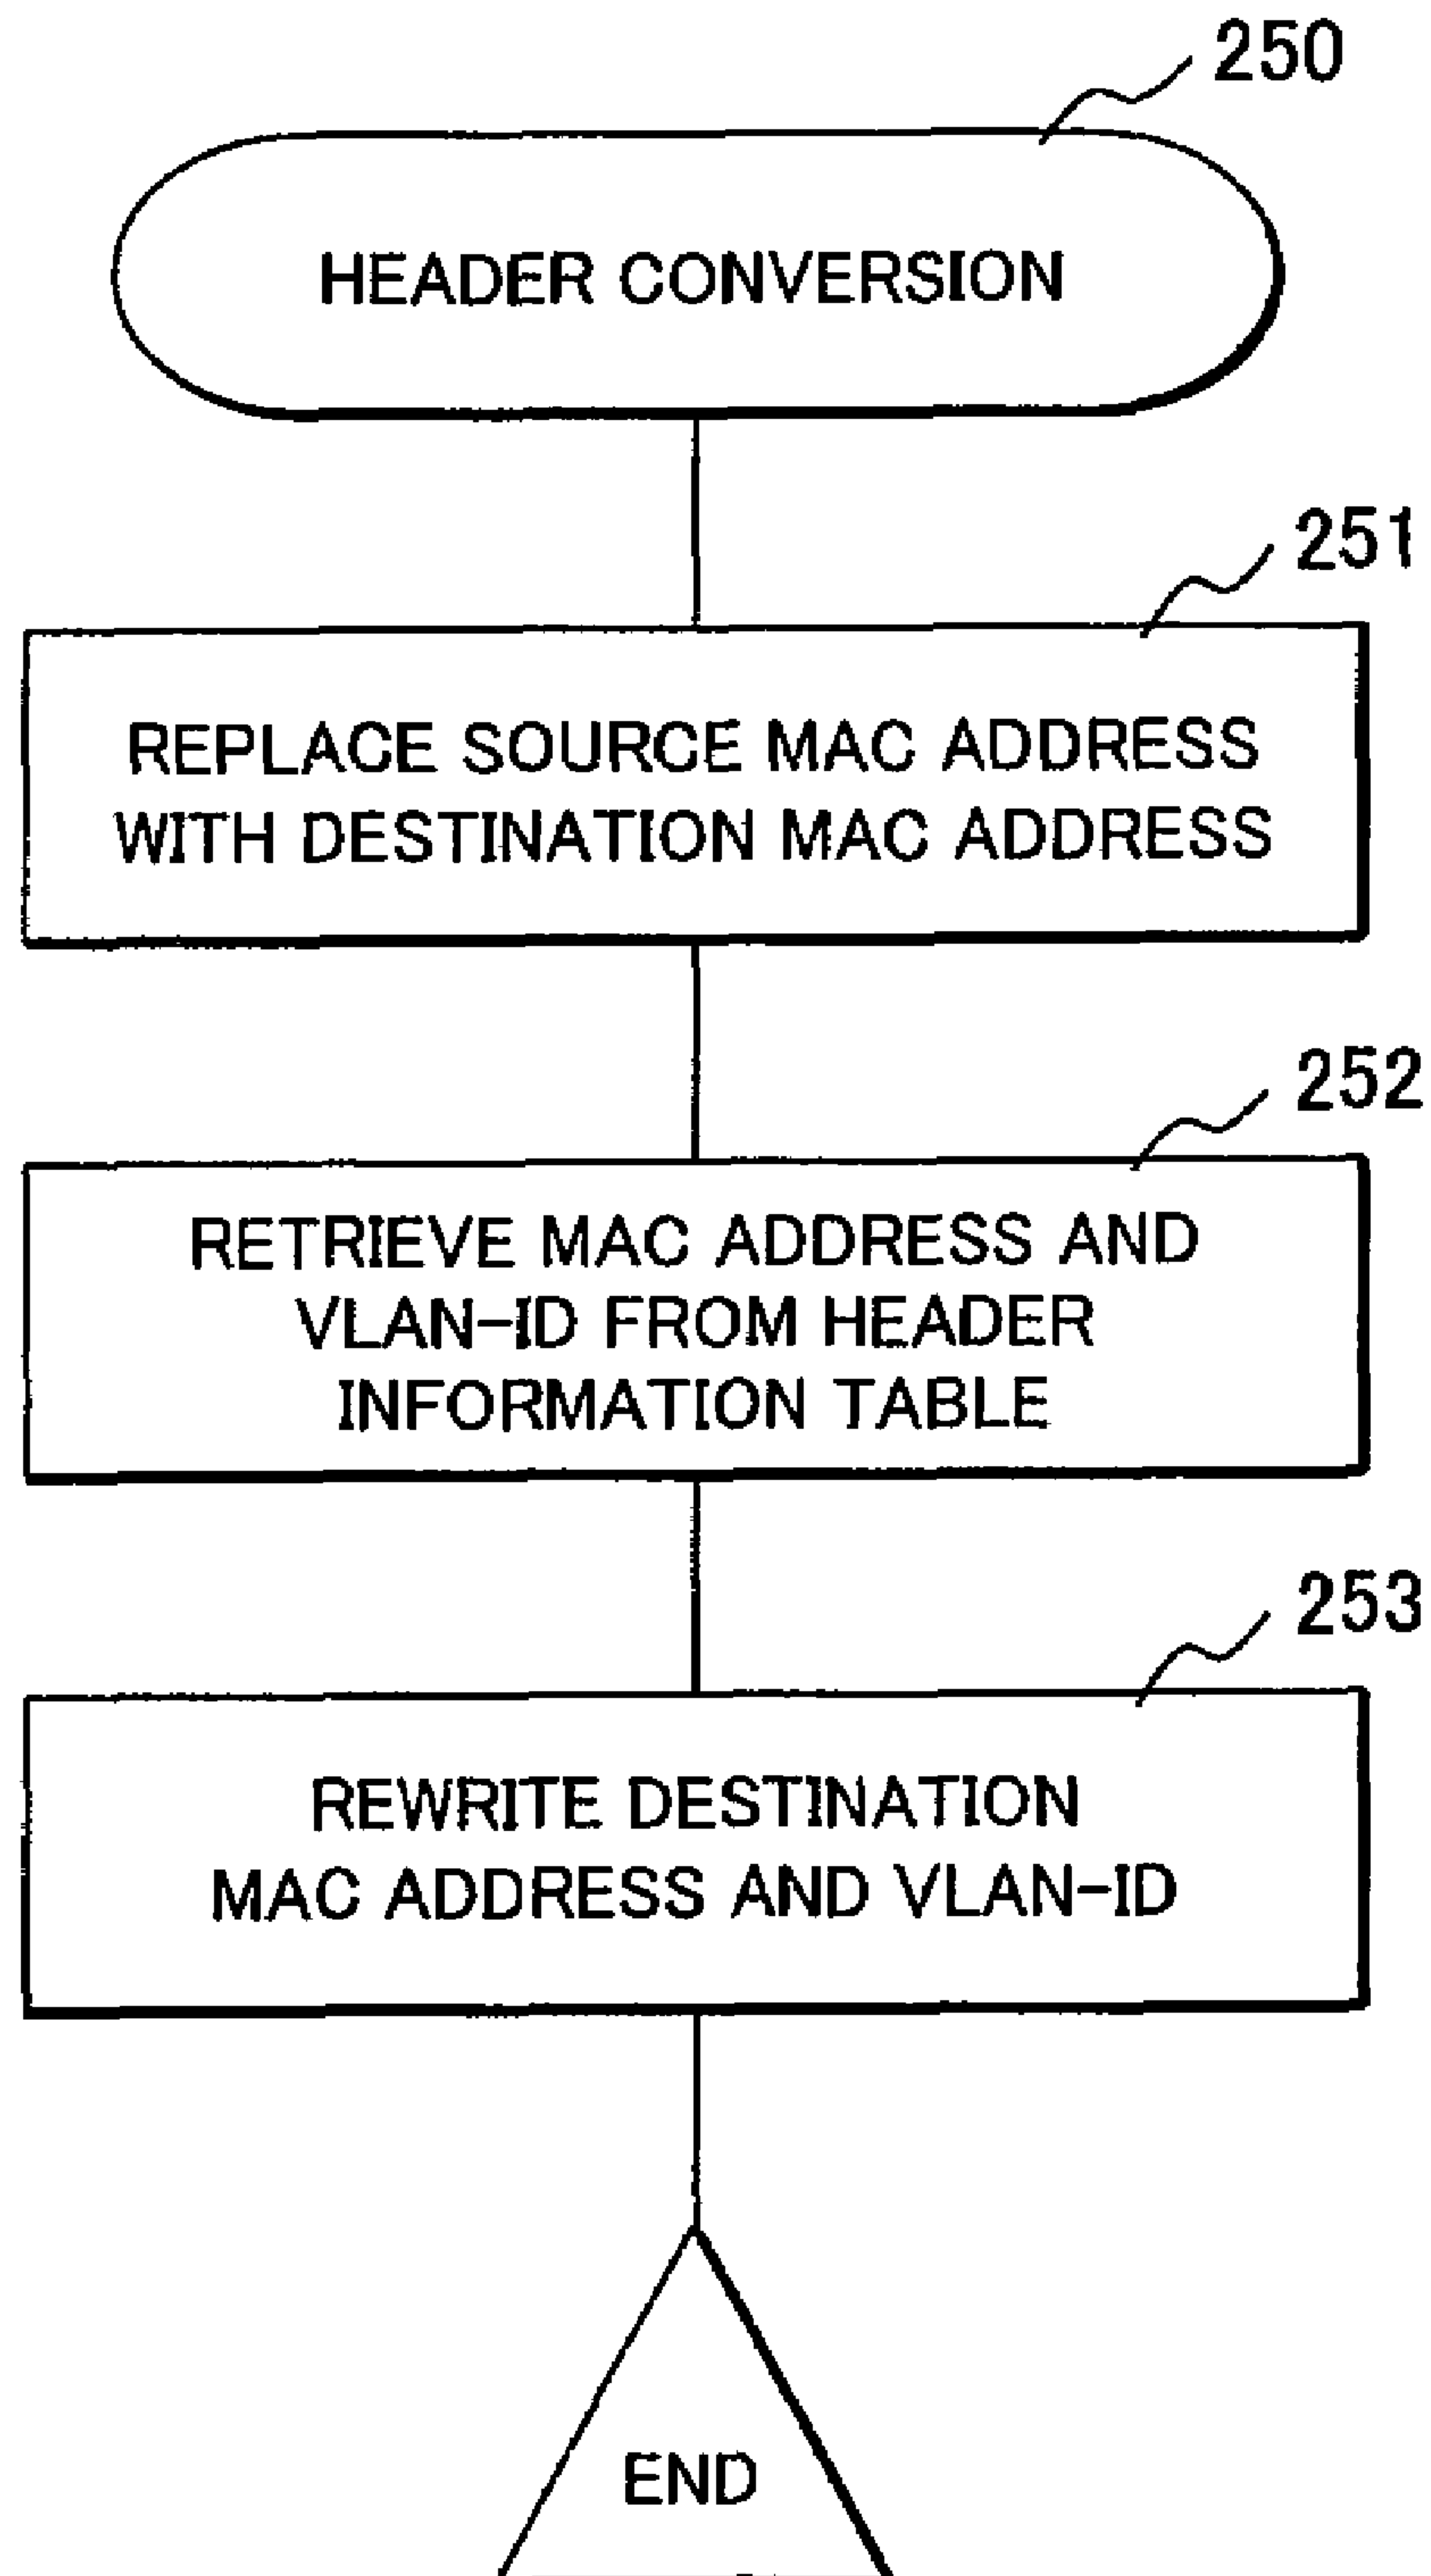 250
HEADER CONVERSION
251
REPLACE SOURCE MAC ADDRESS
WITH DESTINATION MAC ADDRESS
252
RETRIEVE MAC ADDRESS AND
VLAN-ID FROM HEADER
INFORMATION TABLE
253
REWRITE DESTINATION
MAC ADDRESS AND VLAN-ID
END